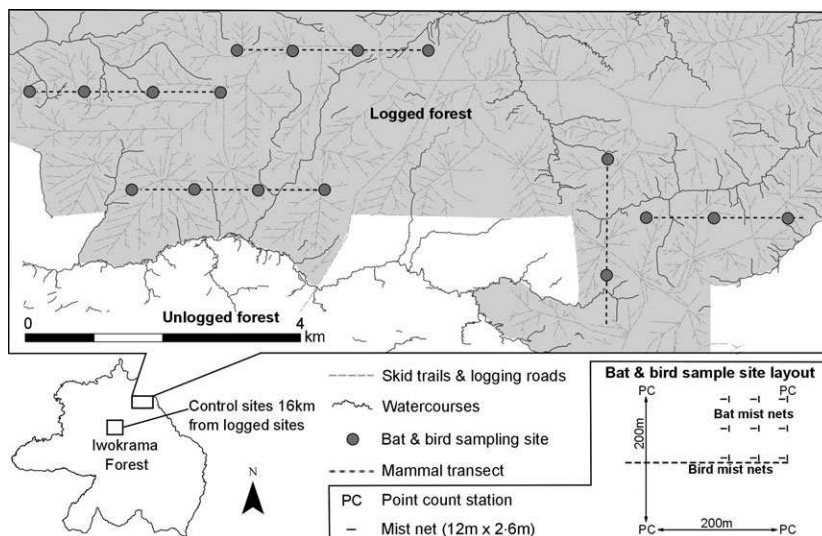 Logged forest
Unlogged forest
0
4
km
Control sites 16km
from logged sites
Iwokrama
Forest
N
Skid trails & logging roads
Watercourses
Bat & bird sampling site
Mammal transect
PC Point count station
Mist net (12m x 2·6m)
Bat & bird sample site layout
PC
PC
Bat mist nets
200m
Bird mist nets
PC
200m
PC